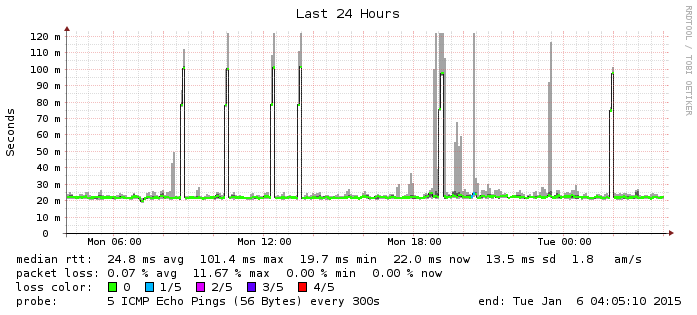 Last 24 Hours
RRDTOOL / TOBI OETIKER
Seconds
120 m
110 m
100 m
90 m
80 m
70 m
60 m
50 m
40 m
30 m
20 m
10 m
0
Mon 06:00 Mon 12:00 Mon 18:00 Tue 00:00
median rtt: 24.8 ms avg 101.4 ms max 19.7 ms min 22.0 ms now 13.5 ms sd 1.8 am/s
packet loss: 0.07 % avg 11.67 % max 0.00 % min 0.00 % now
loss color: 0 1/5 2/5 3/5 4/5
probe: 5 ICMP Echo Pings (56 Bytes) every 300s end: Tue Jan 6 04:05:10 2015